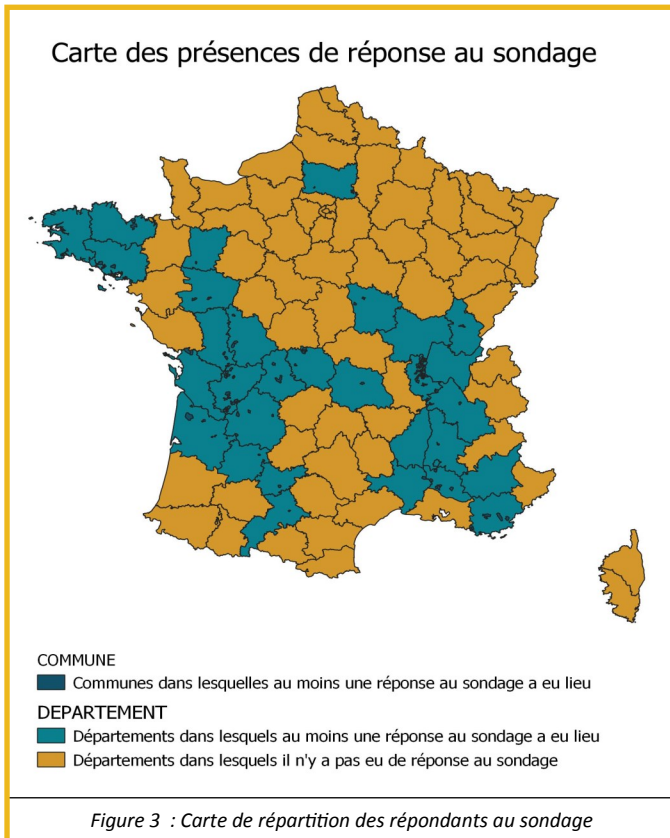 Carte des présences de réponse au sondage
COMMUNE
Communes dans lesquelles au moins une réponse au sondage a eu lieu
DEPARTEMENT
Départements dans lesquels au moins une réponse au sondage a eu lieu
Départements dans lesquels il n'y a pas eu de réponse au sondage
Figure 3 : Carte de répartition des répondants au sondage